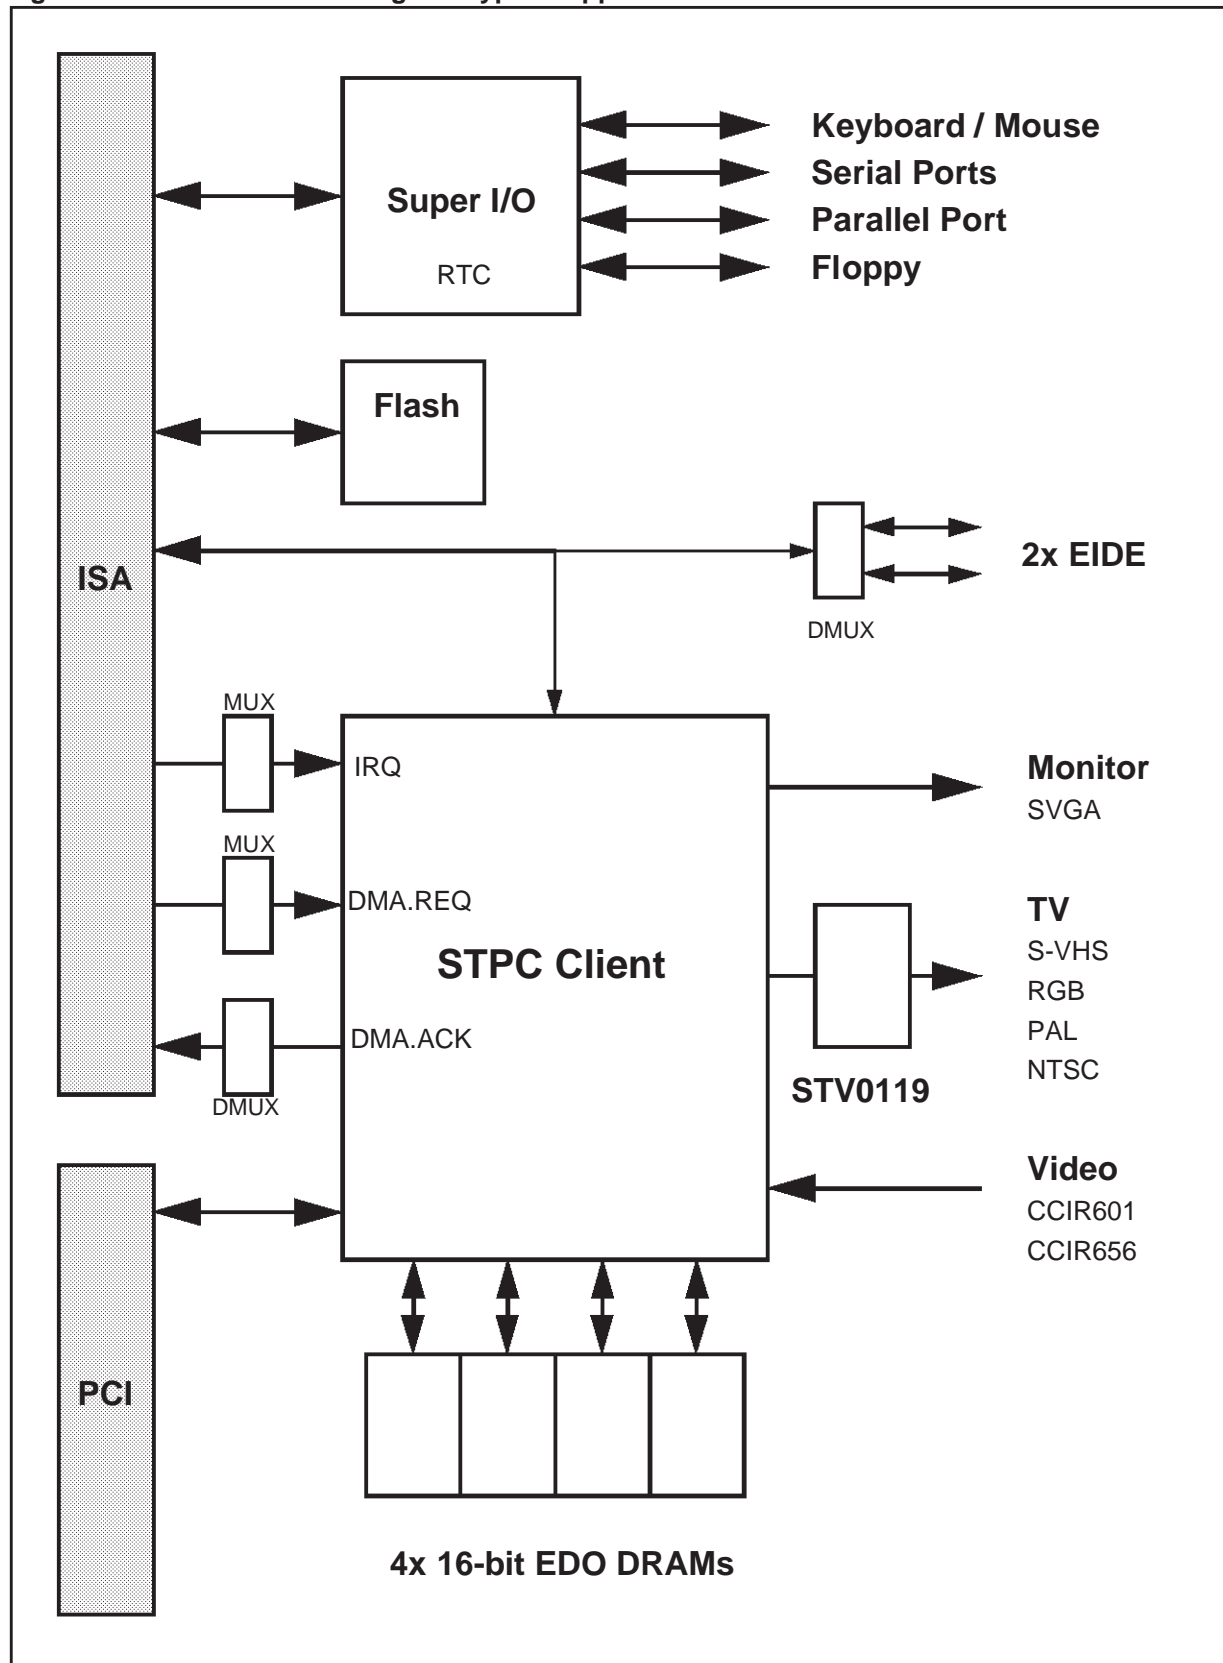 Keyboard / Mouse
Serial Ports
Super I/O
Parallel Port
RTC
Floppy
Flash
ISA
2x EIDE
DMUX
MUX
IRQ
Monitor
SVGA
MUX
DMA.REQ
TV
STPC Client
S-VHS
RGB
DMA.ACK
PAL
NTSC
STV0119
DMUX
Video
CCIR601
CCIR656
PCI
4x 16-bit EDO DRAMs